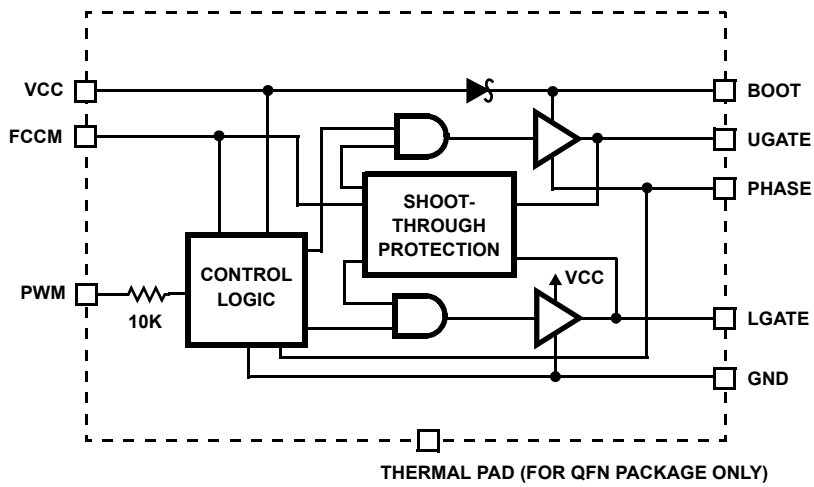 VCC
BOOT
FCCM
UGATE
PHASE
SHOOT-
THROUGH
PROTECTION
CONTROL
LOGIC
VCC
PWM
10K
LGATE
GND
THERMAL PAD (FOR QFN PACKAGE ONLY)